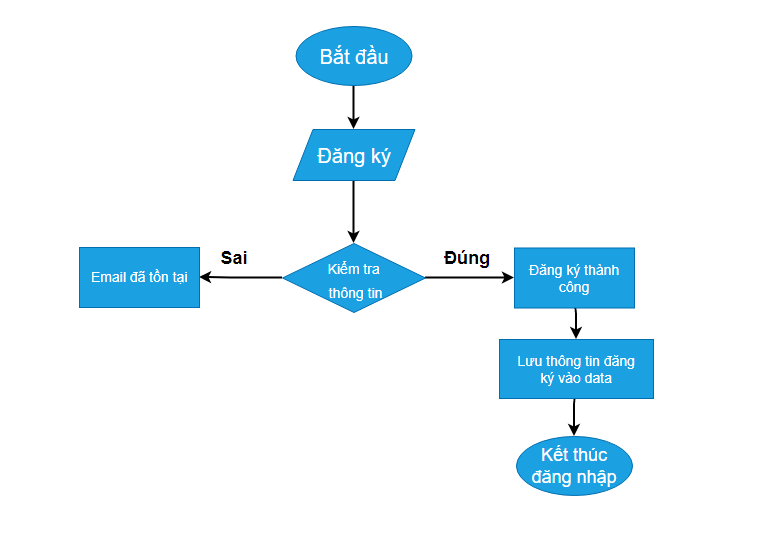 Bắt đầu
Đăng ký
Sai
Đúng
Email đã tồn tại
Kiểm tra
thông tin
Đăng ký thành
công
Lưu thông tin đăng
ký vào data
Kết thúc
đăng nhập